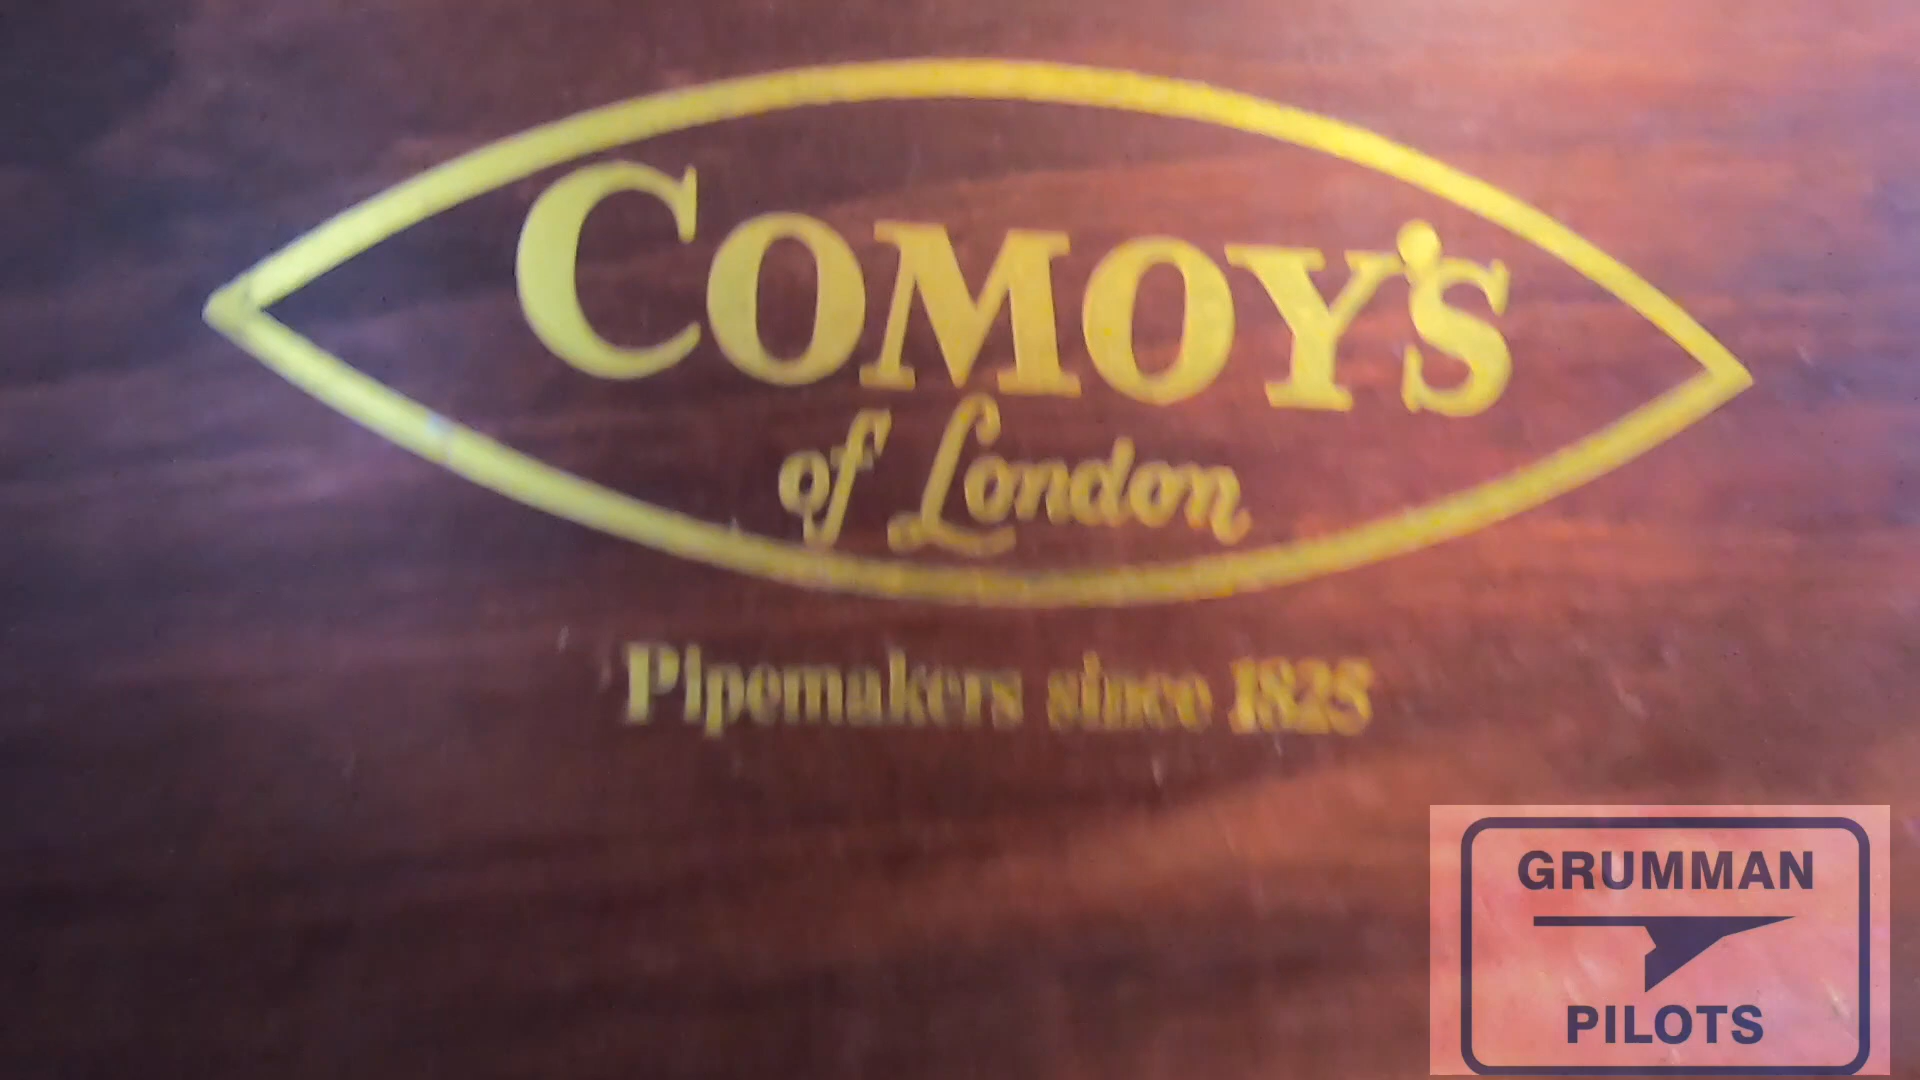 COMOY'S
of London
Pipemakers since 1825
GRUMMAN
PILOTS